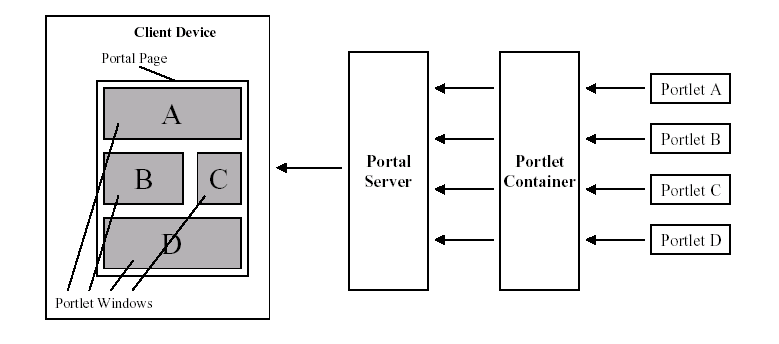 Client Device
Portal Page
A
B
C
D
Portlet Windows
Portal
Server
Portlet
Container
Portlet A
Portlet B
Portlet C
Portlet D